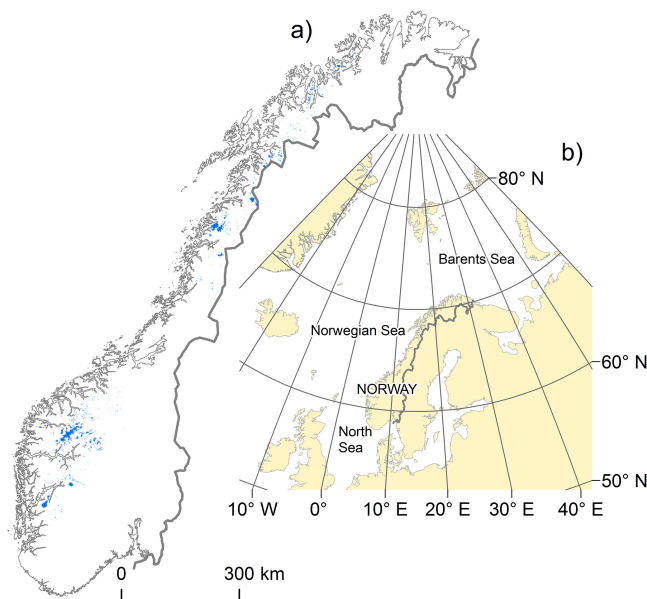 a)
b)
80° N
Barents Sea
Norwegian Sea
60° N
NORWAY
North
Sea
50° N
10° W 0° 10° E 20° E 30° E 40° E
0 300 km